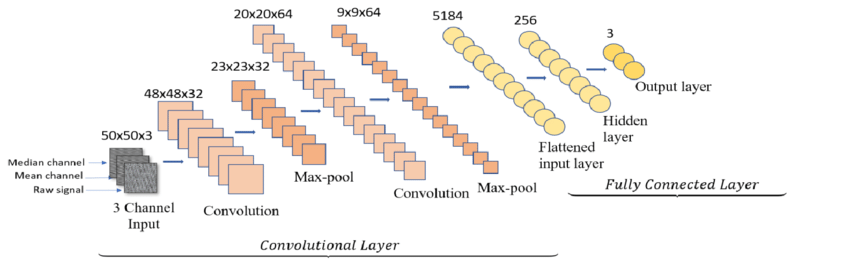 20x20x64
9x9x64
5184
256
3
23x23x32
48x48x32
50x50x3
Output layer
Hidden
layer
Flattened
input layer
Median channel
Mean channel
Raw signal
Max-pool
Convolution
Max-pool
3 Channel
Input
Convolution
Fully Connected Layer
Convolutional Layer